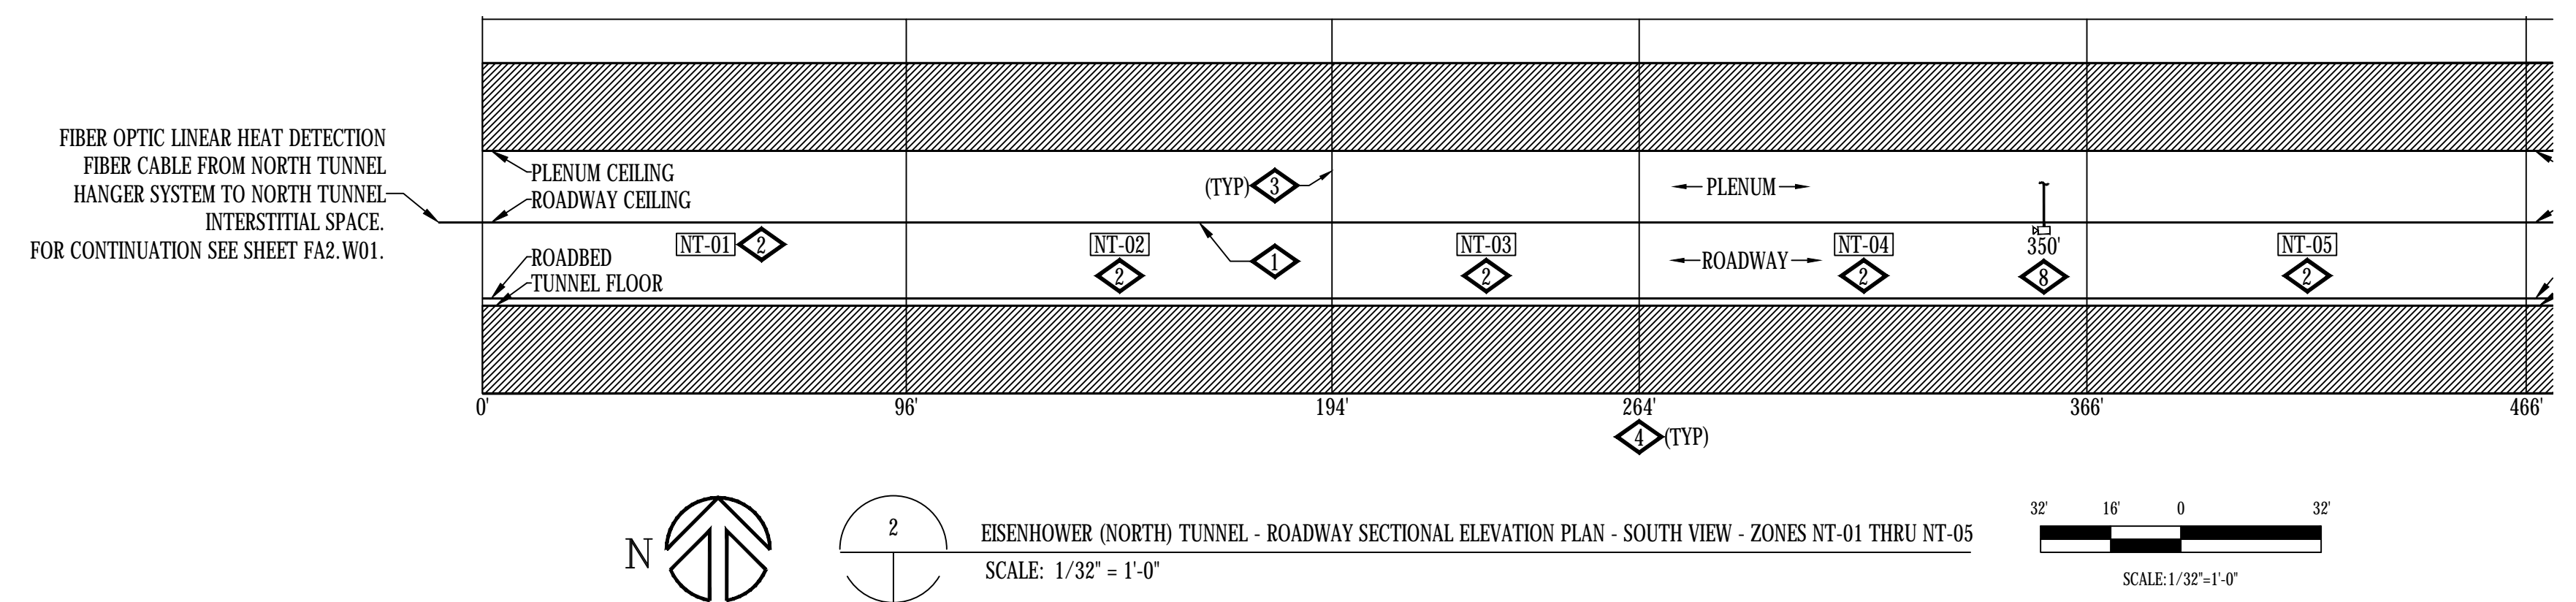 FIBER OPTIC LINEAR HEAT DETECTION
FIBER CABLE FROM NORTH TUNNEL
HANGER SYSTEM TO NORTH TUNNEL
INTERSTITIAL SPACE.
FOR CONTINUATION SEE SHEET FA2.W01.
PLENUM CEILING
ROADWAY CEILING
(TYP) 3
PLENUM
NT-01 2
NT-02
2
1
NT-03
2
ROADWAY
NT-04
2
350'
8
NT-05
2
ROADBED
TUNNEL FLOOR
0' 96' 194' 264' 366' 466'
4 (TYP)
N
2
EISENHOWER (NORTH) TUNNEL - ROADWAY SECTIONAL ELEVATION PLAN - SOUTH VIEW - ZONES NT-01 THRU NT-05
SCALE: 1/32" = 1'-0"
32' 16' 0 32'
SCALE:1/32"=1'-0"